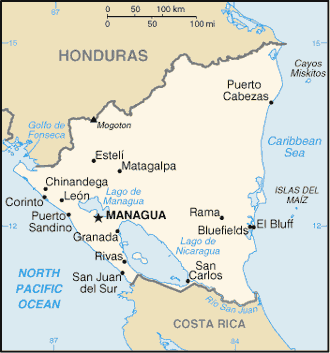 0 50 100 km
0 50 100 mi
HONDURAS
15
15
Cayos
Miskitos
Puerto
Cabezas
Golfo de
Fonseca
Mogoton
Caribbean
Sea
Estelí
Matagalpa
Chinandega
León
Lago de
Managua
ISLAS DEL
MAÍZ
Corinto
Puerto
Sandino
MANAGUA
Rama
El Bluff
Bluefields
12
12
Granada
Lago de
Nicaragua
Rivas
San
Carlos
NORTH
PACIFIC
OCEAN
San Juan
del Sur
Río San Juan
COSTA RICA